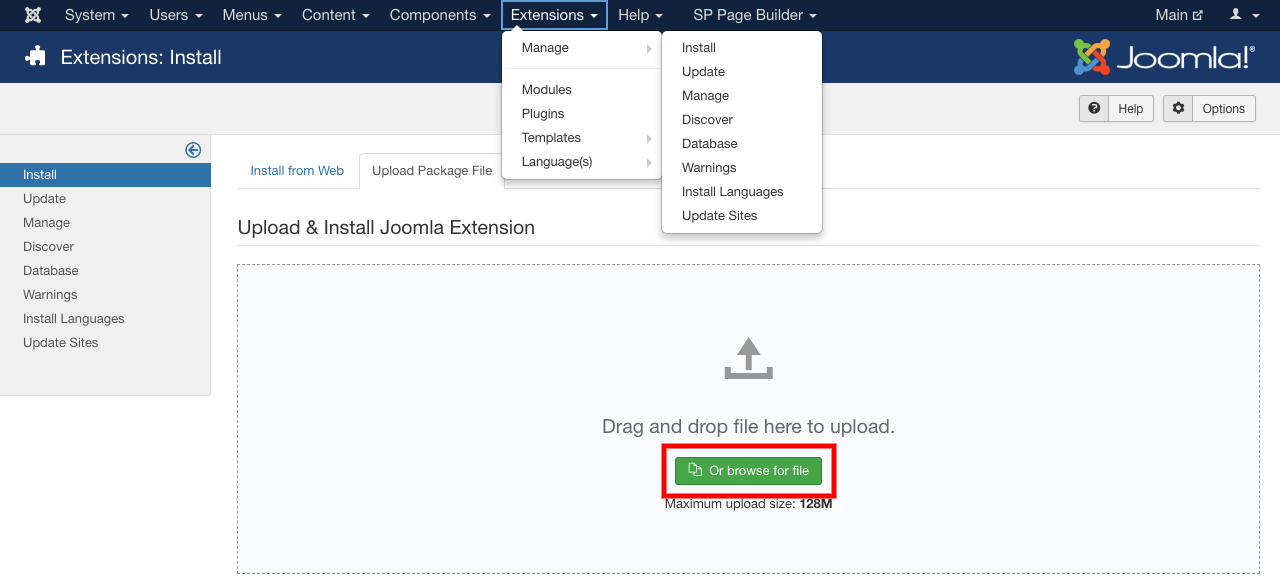 System Users Menus Content Components Extensions Help SP Page Builder Main
Extensions: Install
Joomla!®
Manage
Modules
Plugins
Templates
Language(s)
Install
Update
Manage
Discover
Database
Warnings
Install Languages
Update Sites
Help Options
Install
Update
Manage
Discover
Database
Warnings
Install Languages
Update Sites
Install from Web Upload Package File
Upload & Install Joomla Extension
Drag and drop file here to upload.
Or browse for file
Maximum upload size: 128M